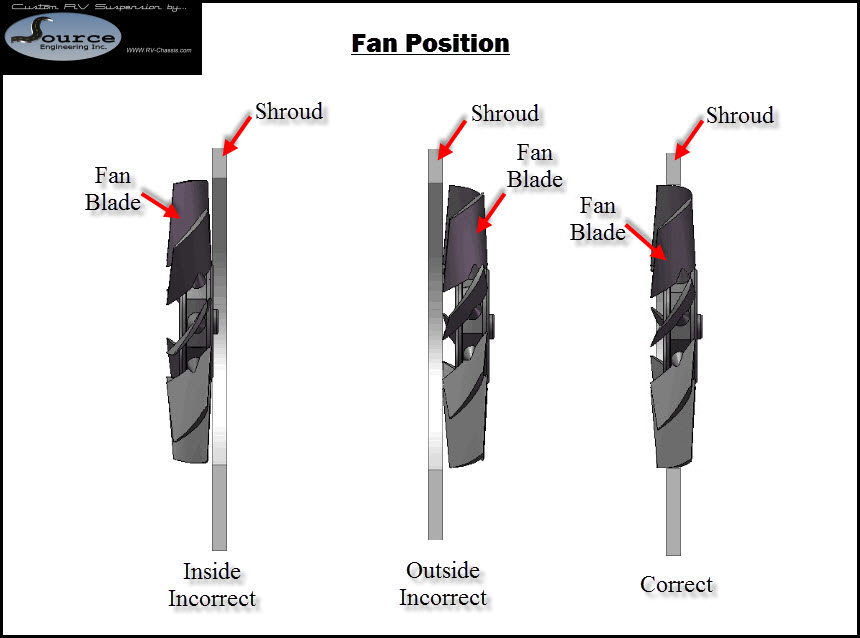 Custom RV Suspension by...
Source
Engineering Inc.
WWW.RV-Chassis.com
Fan Position
Shroud
Fan
Blade
Inside
Incorrect
Shroud
Fan
Blade
Outside
Incorrect
Shroud
Fan
Blade
Correct